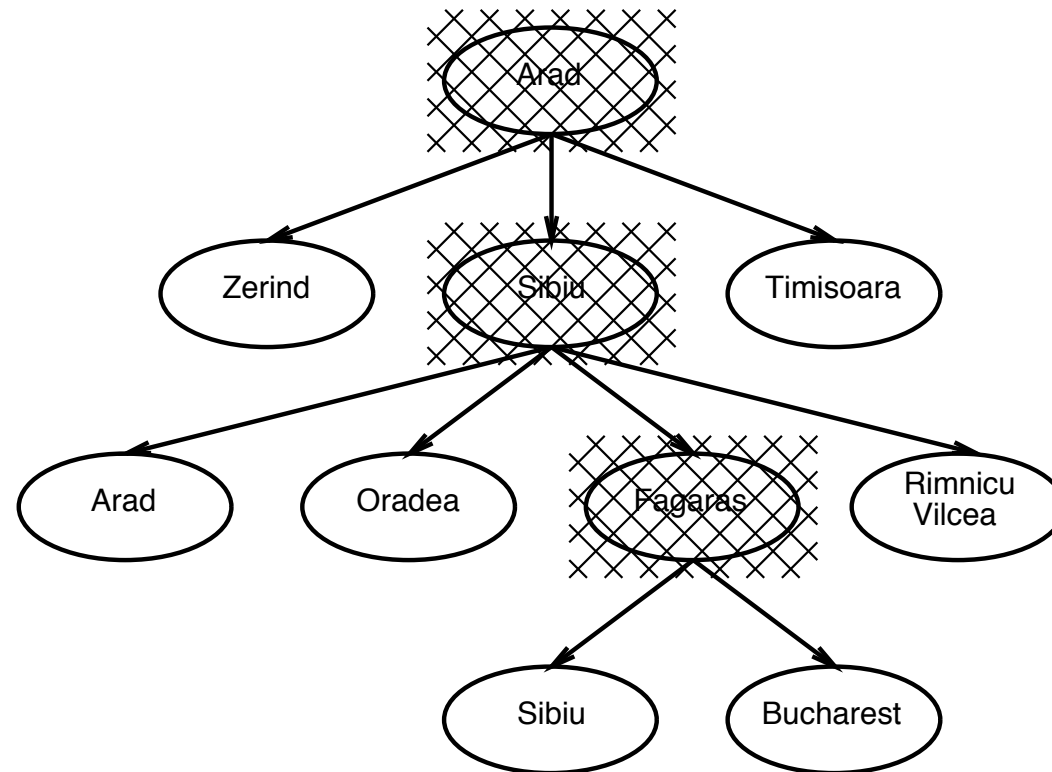 Arad
Zerind
Sibiu
Timisoara
Arad
Oradea
Fagaras
Rimnicu
Vilcea
Sibiu
Bucharest